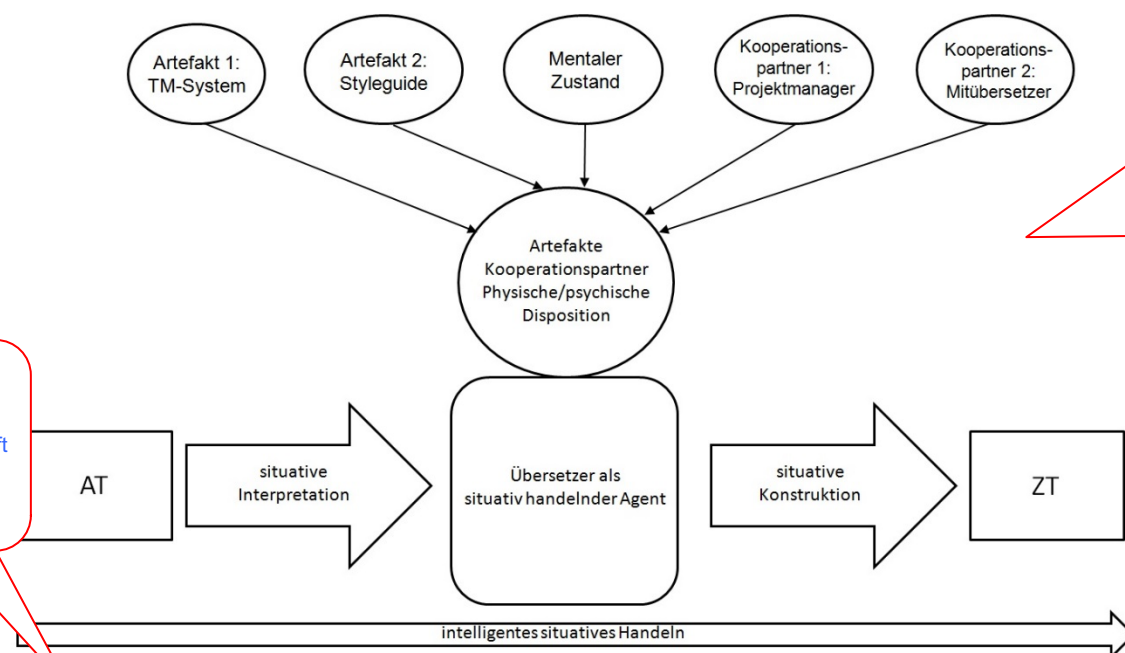 Artefakt 1:
TM-System
Artefakt 2:
Styleguide
Mentaler
Zustand
Kooperations-
partner 1:
Projektmanager
Kooperations-
partner 2:
Mitübersetzer
Artefakte
Kooperationspartner
Physische/psychische
Disposition
AT
situative
Interpretation
Übersetzer als
situativ handelnder Agent
situative
Konstruktion
ZT
intelligentes situatives Handeln